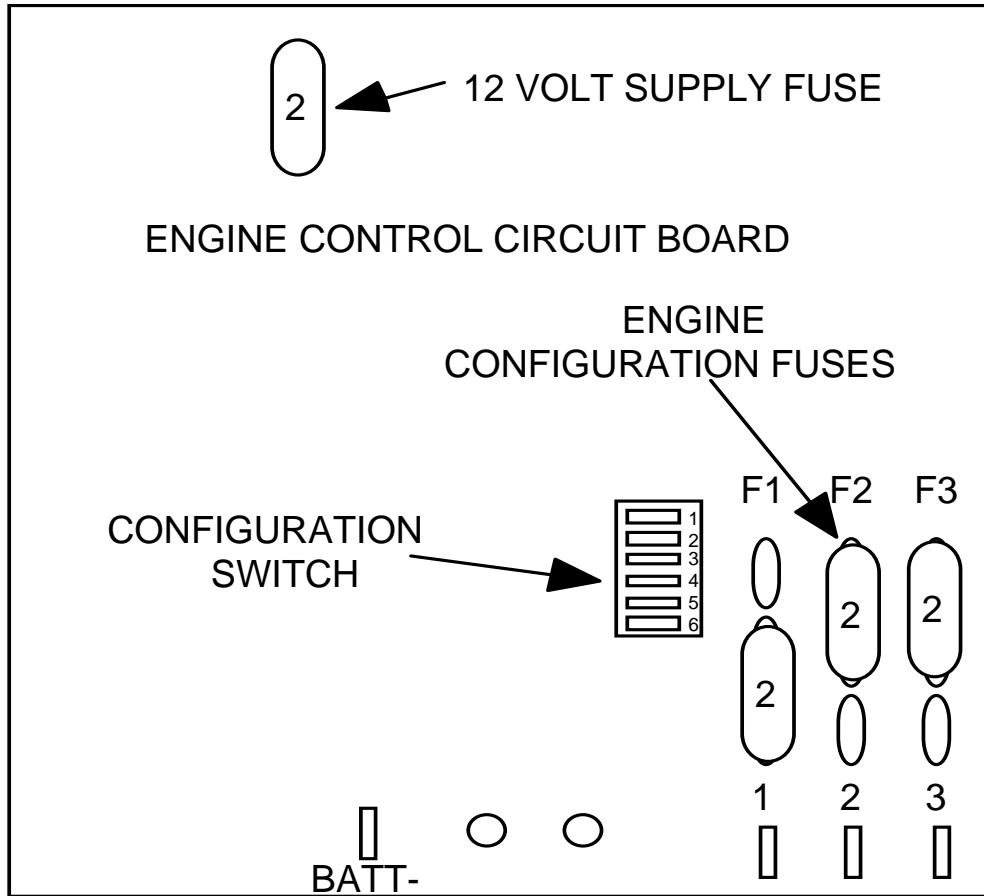 2
12 VOLT SUPPLY FUSE
ENGINE CONTROL CIRCUIT BOARD
ENGINE
CONFIGURATION FUSES
F1 F2 F3
CONFIGURATION
SWITCH
1
2
3
4
5
6
2 2
2
1 2 3
BATT-